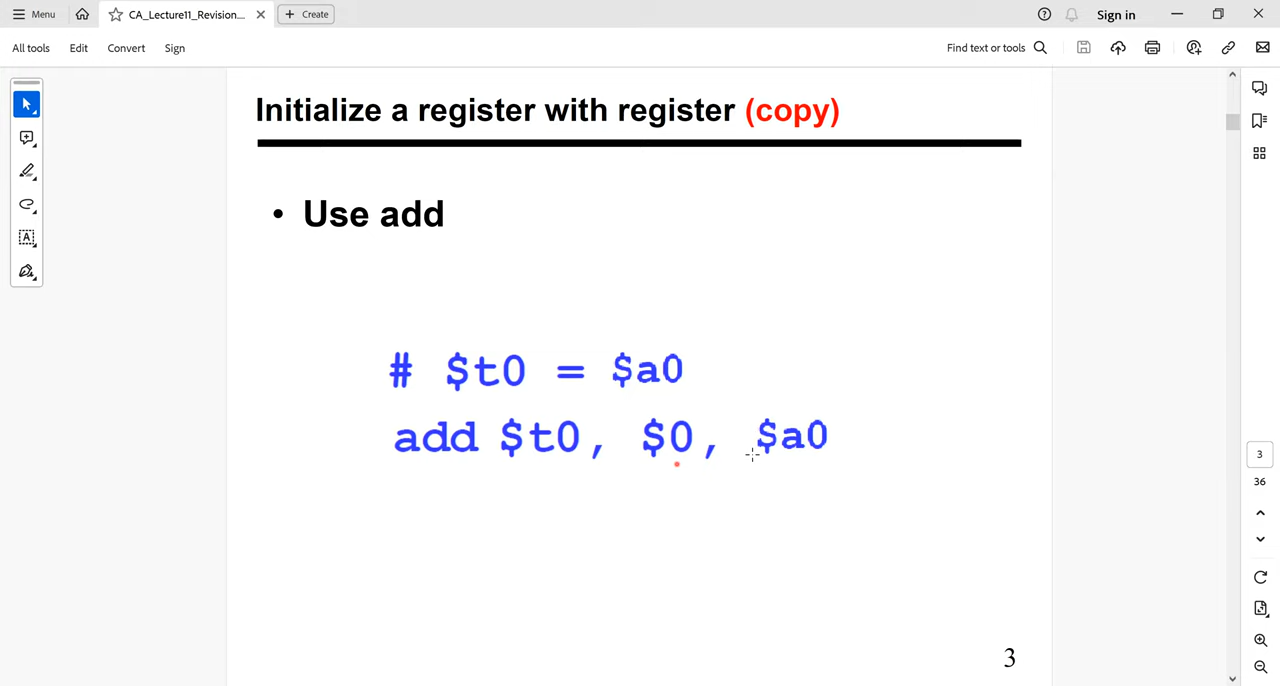 Menu
CA_Lecture11_Revision...
Create
Sign in
All tools
Edit
Convert
Sign
Find text or tools
Initialize a register with register (copy)
• Use add
# $t0 = $a0
add $t0, $0, $a0
3
3
36